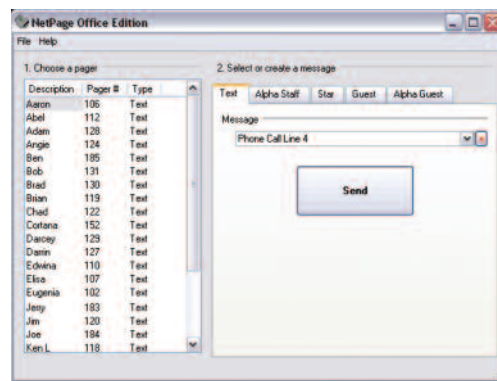 NetPage Office Edition
File Help
1. Choose a pager
2. Select or create a message
Description Pager # Type
Text Alpha Staff Star Guest Alpha Guest
Aaron 106 Text
Abel 112 Text
Message
Adam 128 Text
Angie 124 Text
Phone Call Line 4
Ben 185 Text
Bob 131 Text
Brad 130 Text
Send
Brian 119 Text
Chad 122 Text
Cortana 152 Text
Darcey 129 Text
Darrin 127 Text
Edwina 110 Text
Elisa 107 Text
Eugenia 102 Text
Jerry 183 Text
Jim 120 Text
Joe 184 Text
Ken L 118 Text